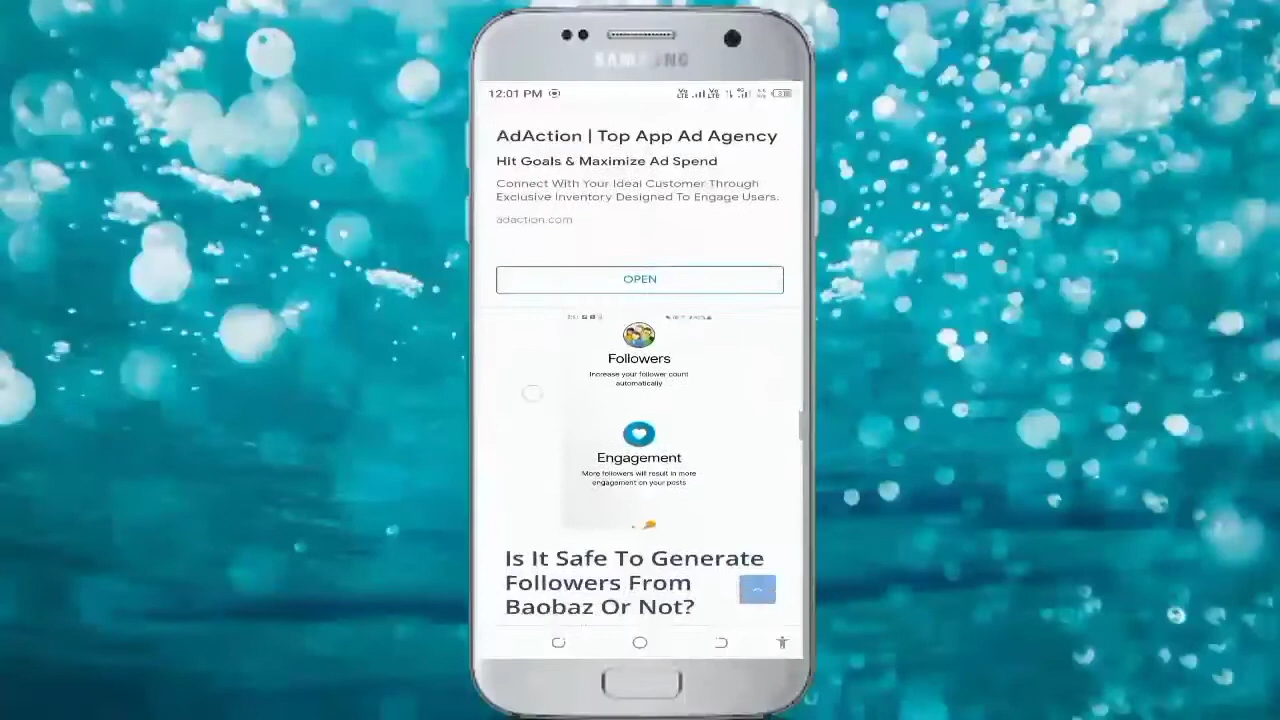 SAMSUNG
12:01 PM
AdAction | Top App Ad Agency
Hit Goals & Maximize Ad Spend
Connect With Your Ideal Customer Through
Exclusive Inventory Designed To Engage Users.
adaction.com
OPEN
Followers
Increase your follower count
automatically
Engagement
More followers will result in more
engagement on your posts
Is It Safe To Generate
Followers From
Baobaz Or Not?